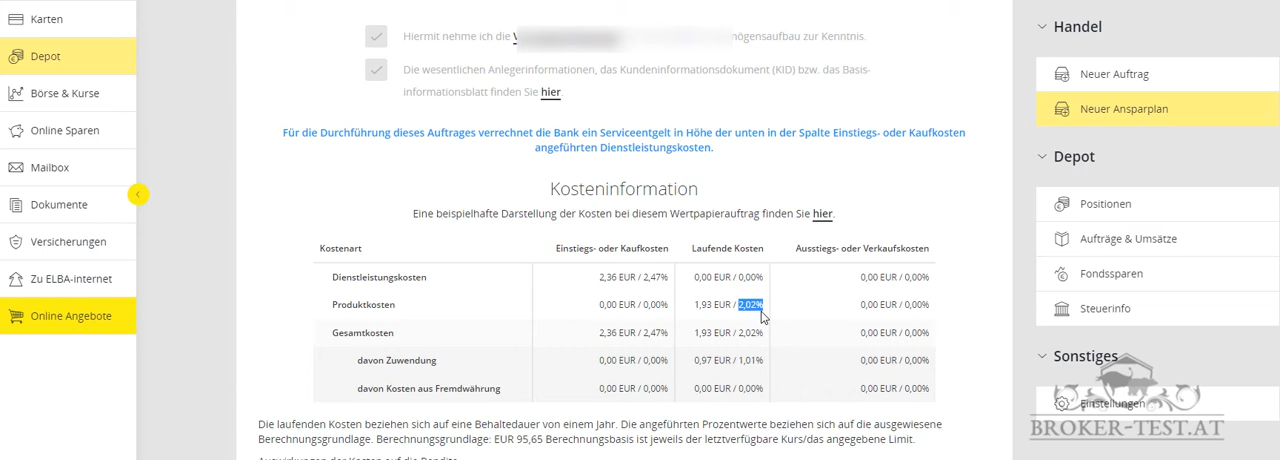 Karten
Depot
Börse & Kurse
Online Sparen
Mailbox
Dokumente
Versicherungen
Zu ELBA-internet
Online Angebote
Hiermit nehme ich die
zur Kenntnis.
Die wesentlichen Anlegerinformationen, das Kundeninformationsdokument (KID) bzw. das Basis-
informationsblatt finden Sie hier.
Für die Durchführung dieses Auftrages verrechnet die Bank ein Serviceentgelt in Höhe der unten in der Spalte Einstiegs- oder Kaufkosten
angeführten Dienstleistungskosten.
Kosteninformation
Eine beispielhafte Darstellung der Kosten bei diesem Wertpapierauftrag finden Sie hier.
Kostenart Einstiegs- oder Kaufkosten Laufende Kosten Ausstiegs- oder Verkaufskosten
Dienstleistungskosten 2,36 EUR / 2,47% 0,00 EUR / 0,00% 0,00 EUR / 0,00%
Produktkosten 0,00 EUR / 0,00% 1,93 EUR / 2,02% 0,00 EUR / 0,00%
Gesamtkosten 2,36 EUR / 2,47% 1,93 EUR / 2,02% 0,00 EUR / 0,00%
davon Zuwendung 0,00 EUR / 0,00% 0,97 EUR / 1,01% 0,00 EUR / 0,00%
davon Kosten aus Fremdwährung 0,00 EUR / 0,00% 0,00 EUR / 0,00% 0,00 EUR / 0,00%
Die laufenden Kosten beziehen sich auf eine Behaltedauer von einem Jahr. Die angeführten Prozentwerte beziehen sich auf die ausgewiesene
Berechnungsgrundlage. Berechnungsgrundlage: EUR 95,65 Berechnungsbasis ist jeweils der letztverfügbare Kurs/das angegebene Limit.
Auswirkungen der Kosten auf die Rendite
Handel
Neuer Auftrag
Neuer Ansparplan
Depot
Positionen
Aufträge & Umsätze
Fondssparen
Steuerinfo
Sonstiges
Einstellungen
BROKER-TEST.AT